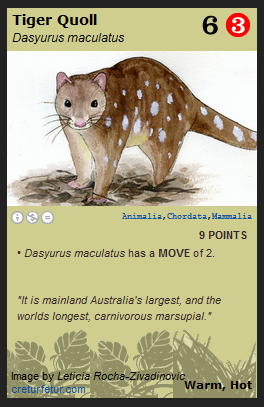 Tiger Quoll
Dasyurus maculatus
6 3
Animalia,Chordata,Mammalia
9 POINTS
• Dasyurus maculatus has a MOVE of 2.
"It is mainland Australia's largest, and the
worlds longest, carnivorous marsupial."
Image by Leticia Rocha-Zivadinovic
creturfetur.com
Warm, Hot